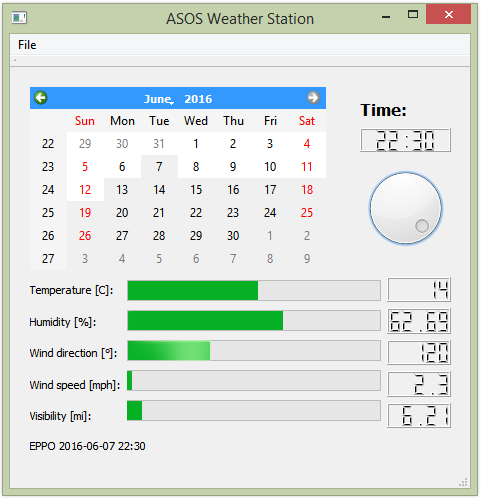 ASOS Weather Station
File
June, 2016
Sun Mon Tue Wed Thu Fri Sat
22 29 30 31 1 2 3 4
23 5 6 7 8 9 10 11
24 12 13 14 15 16 17 18
25 19 20 21 22 23 24 25
26 26 27 28 29 30 1 2
27 3 4 5 6 7 8 9
Time:
22:30
Temperature [C]: 14
Humidity [%]: 62.69
Wind direction [º]: 120
Wind speed [mph]: 2.3
Visibility [mi]: 6.21
EPPO 2016-06-07 22:30